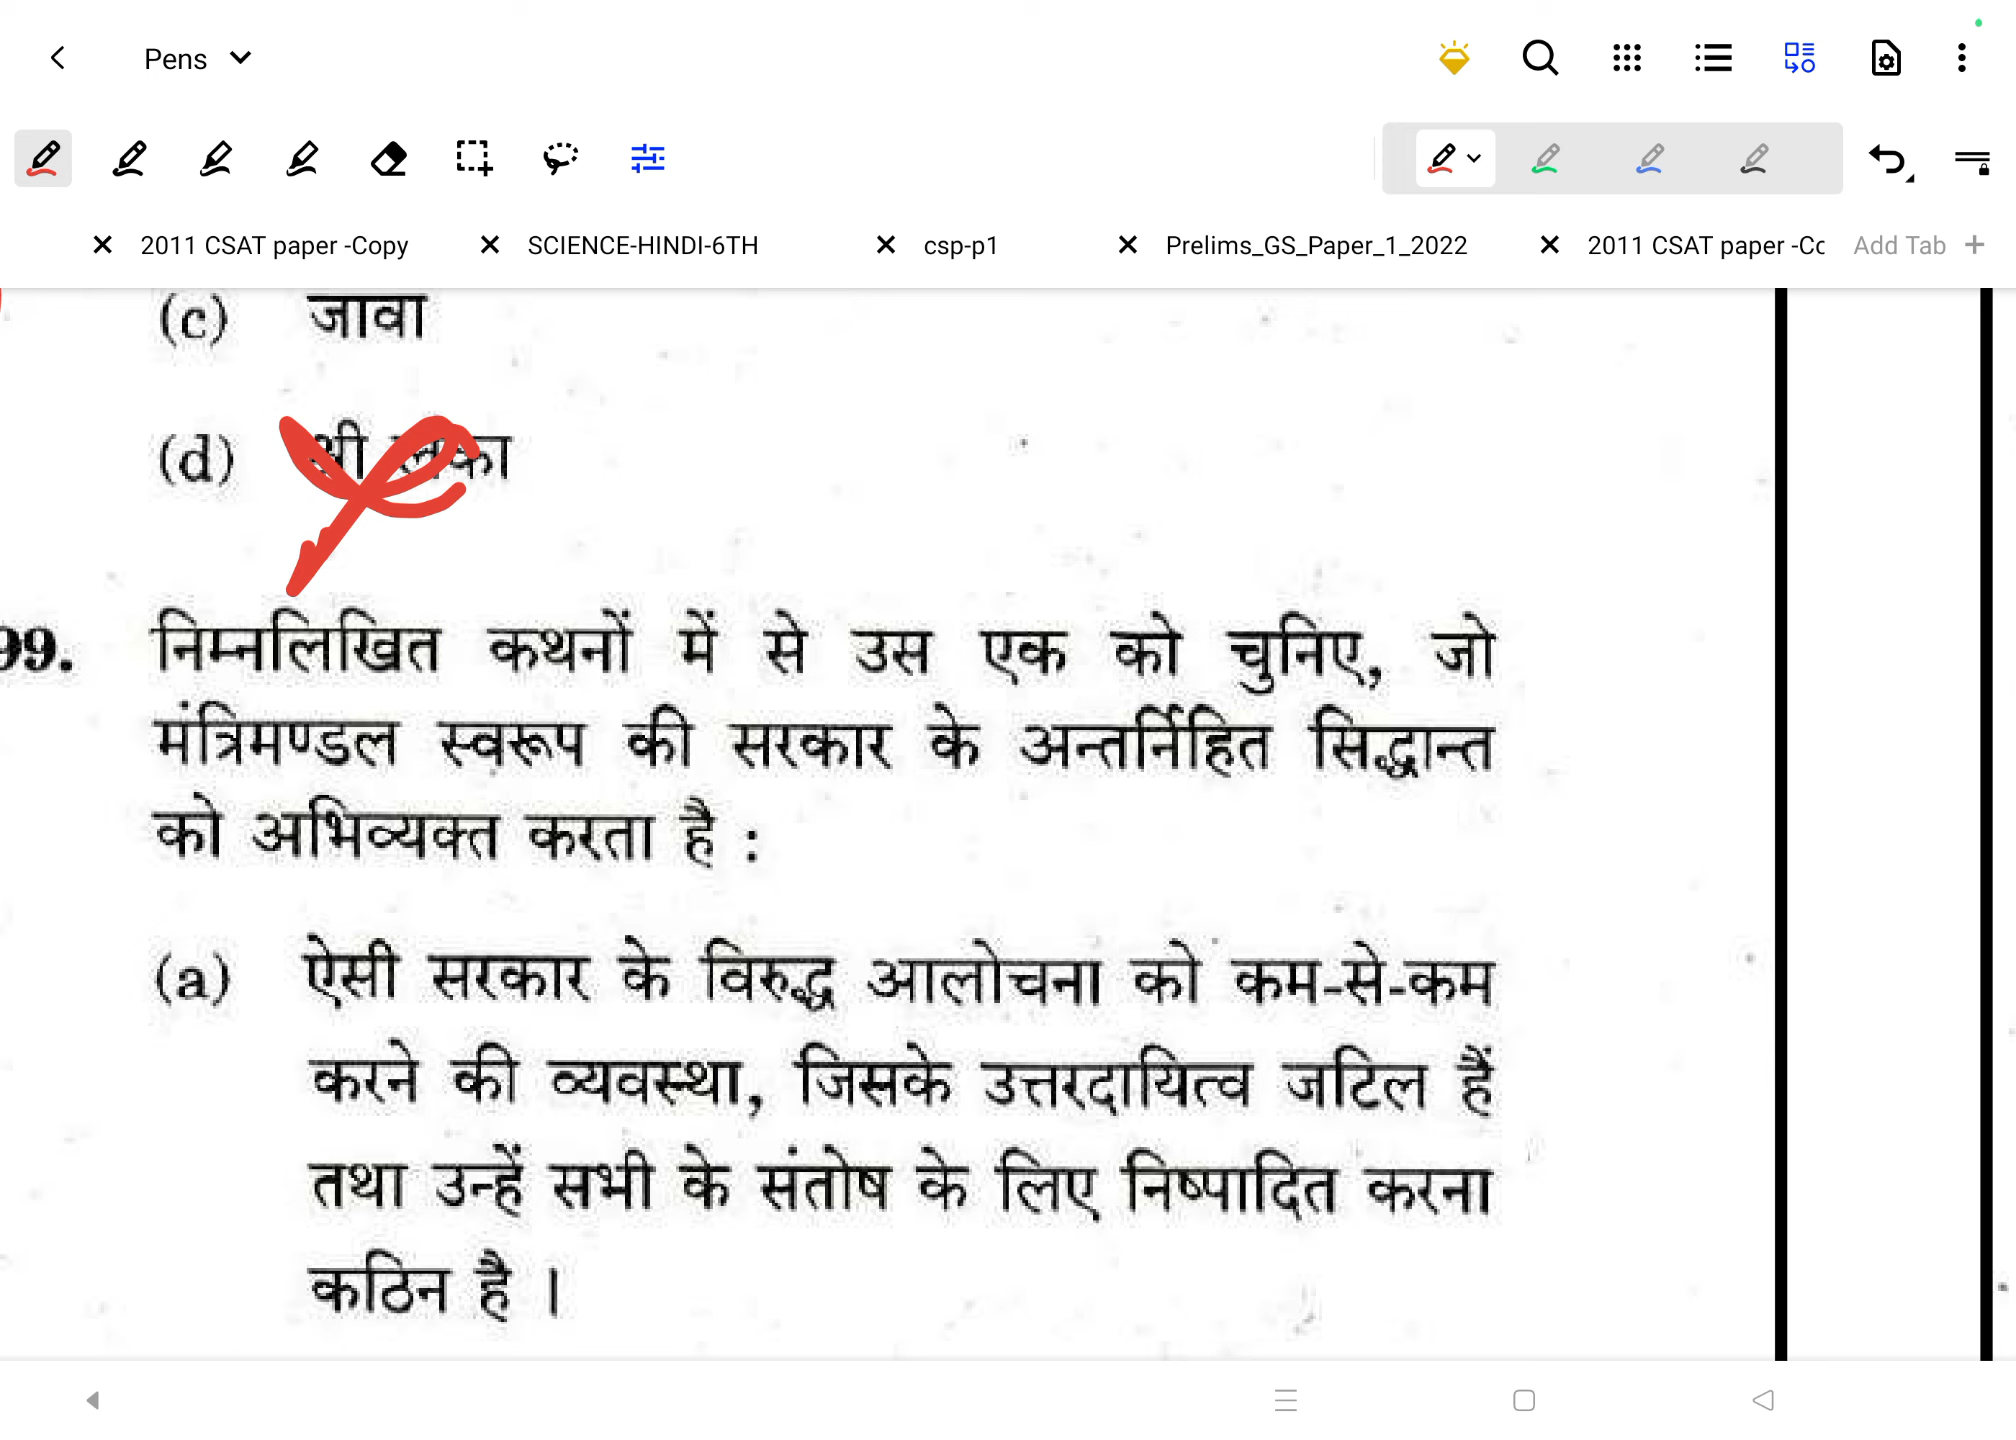 Pens
2011 CSAT paper -Copy
SCIENCE-HINDI-6TH
csp-p1
Prelims_GS_Paper_1_2022
2011 CSAT paper -Cc
Add Tab +
(c) जावा
(d) श्री लंका
99. निम्नलिखित कथनों में से उस एक को चुनिए, जो
मंत्रिमण्डल स्वरूप की सरकार के अन्तर्निहित सिद्धान्त
को अभिव्यक्त करता है :
(a) ऐसी सरकार के विरुद्ध आलोचना को कम-से-कम
करने की व्यवस्था, जिसके उत्तरदायित्व जटिल हैं
तथा उन्हें सभी के संतोष के लिए निष्पादित करना
कठिन है ।